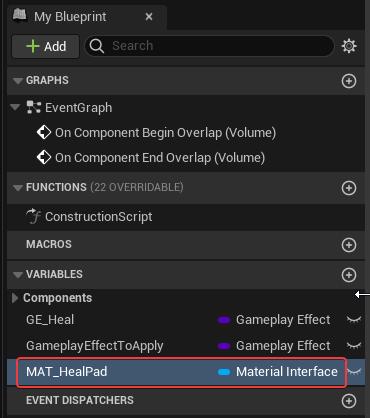 My Blueprint
Add Search
GRAPHS
EventGraph
On Component Begin Overlap (Volume)
On Component End Overlap (Volume)
FUNCTIONS (22 OVERRIDABLE)
ConstructionScript
MACROS
VARIABLES
Components
GE_Heal Gameplay Effect
GameplayEffectToApply Gameplay Effect
MAT_HealPad Material Interface
EVENT DISPATCHERS